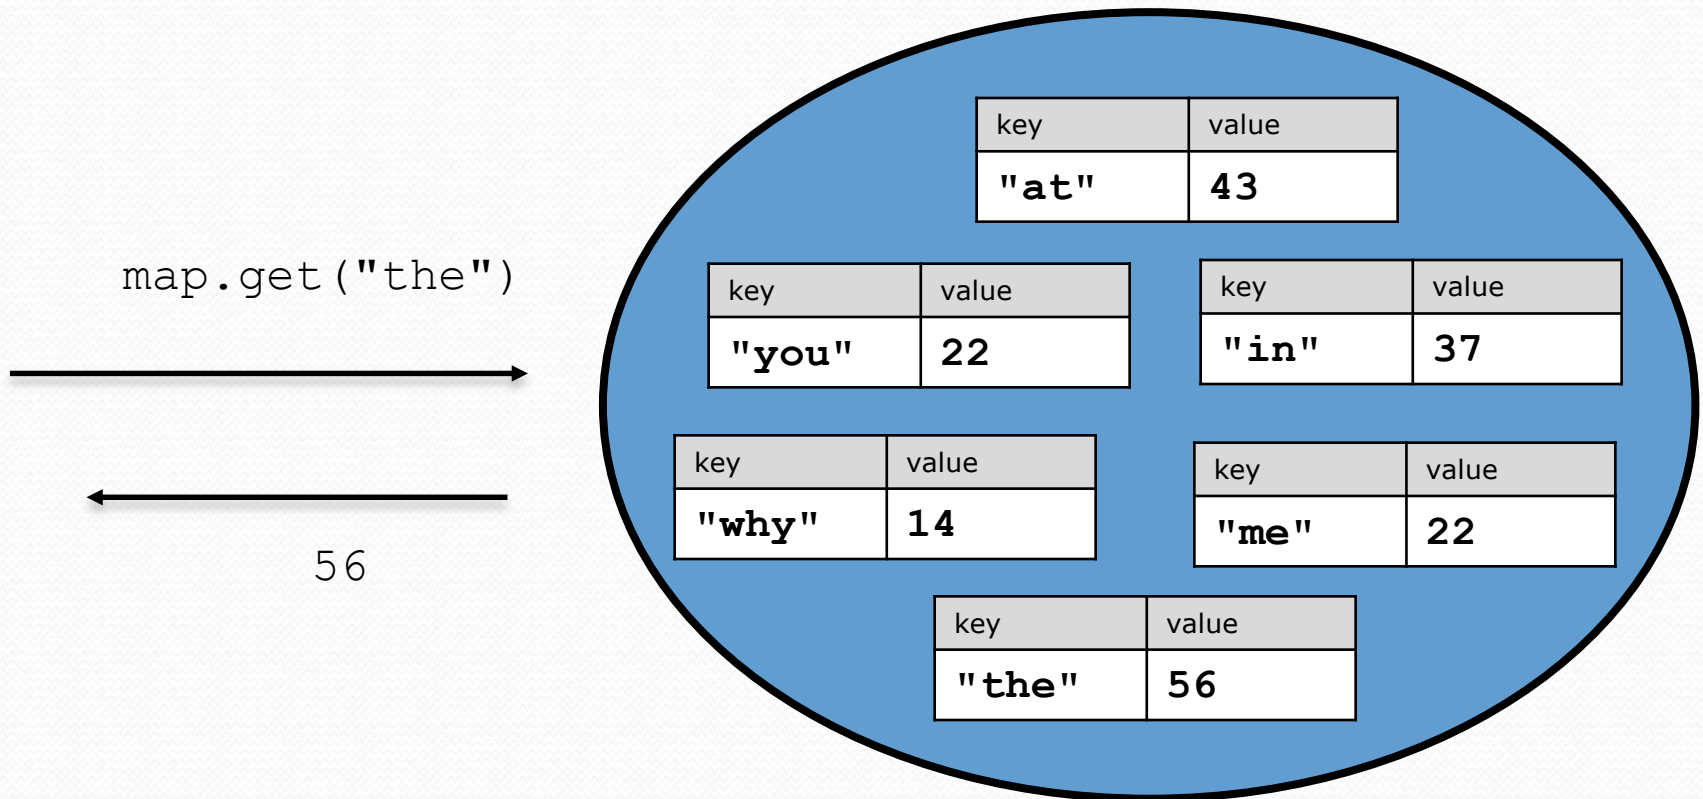 map.get("the")
56
key value
"at" 43
key value
"you" 22
key value
"in" 37
key value
"why" 14
key value
"me" 22
key value
"the" 56